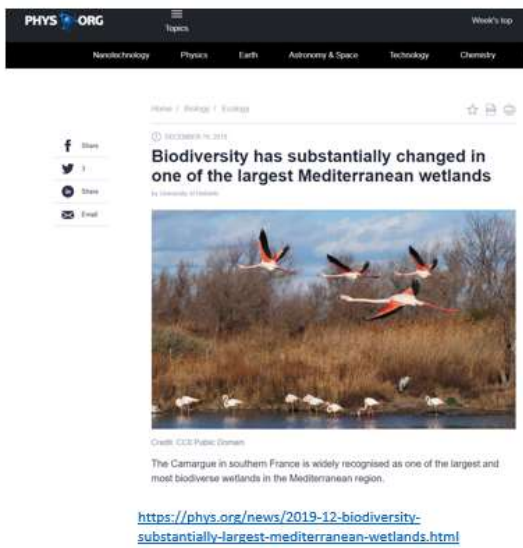 PHYS ORG
Topics
Week's top
Nanotechnology Physics Earth Astronomy & Space Technology Chemistry
Home / Biology / Ecology
DECEMBER
Share
Biodiversity has substantially changed in
one of the largest Mediterranean wetlands
3
Share
by University of Helsinki
Email
Credit: CC0 Public Domain
The Camargue in southern France is widely recognised as one of the largest and
most biodiverse wetlands in the Mediterranean region.
https://phys.org/news/2019-12-biodiversity-
substantially-largest-mediterranean-wetlands.html